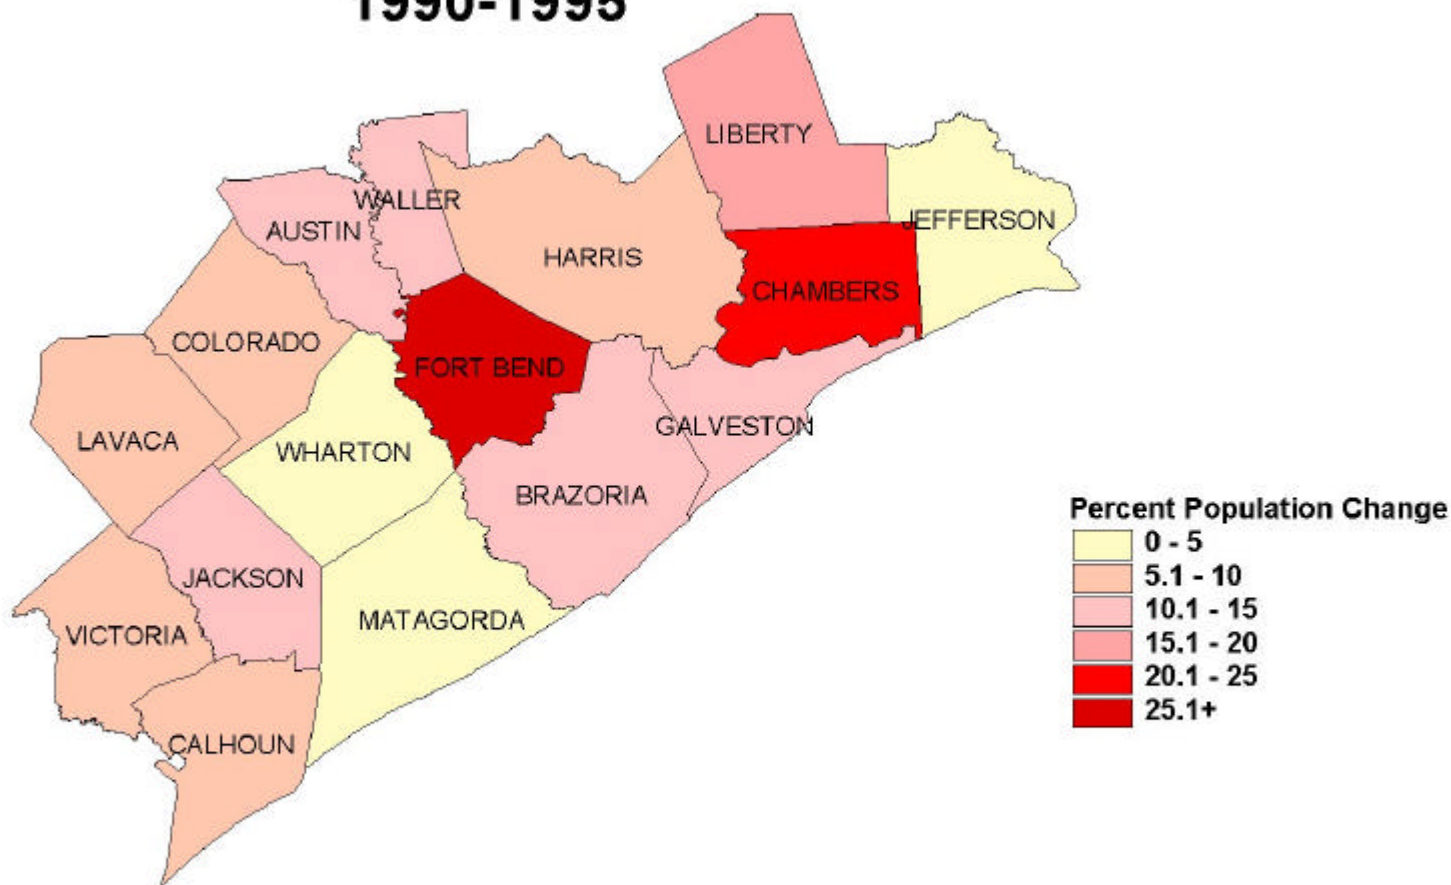 1990-1995
LIBERTY
WALLER
JEFFERSON
AUSTIN
HARRIS
CHAMBERS
COLORADO
FORT BEND
GALVESTON
LAVACA
WHARTON
BRAZORIA
Percent Population Change
0 - 5
5.1 - 10
10.1 - 15
15.1 - 20
20.1 - 25
25.1+
JACKSON
MATAGORDA
VICTORIA
CALHOUN